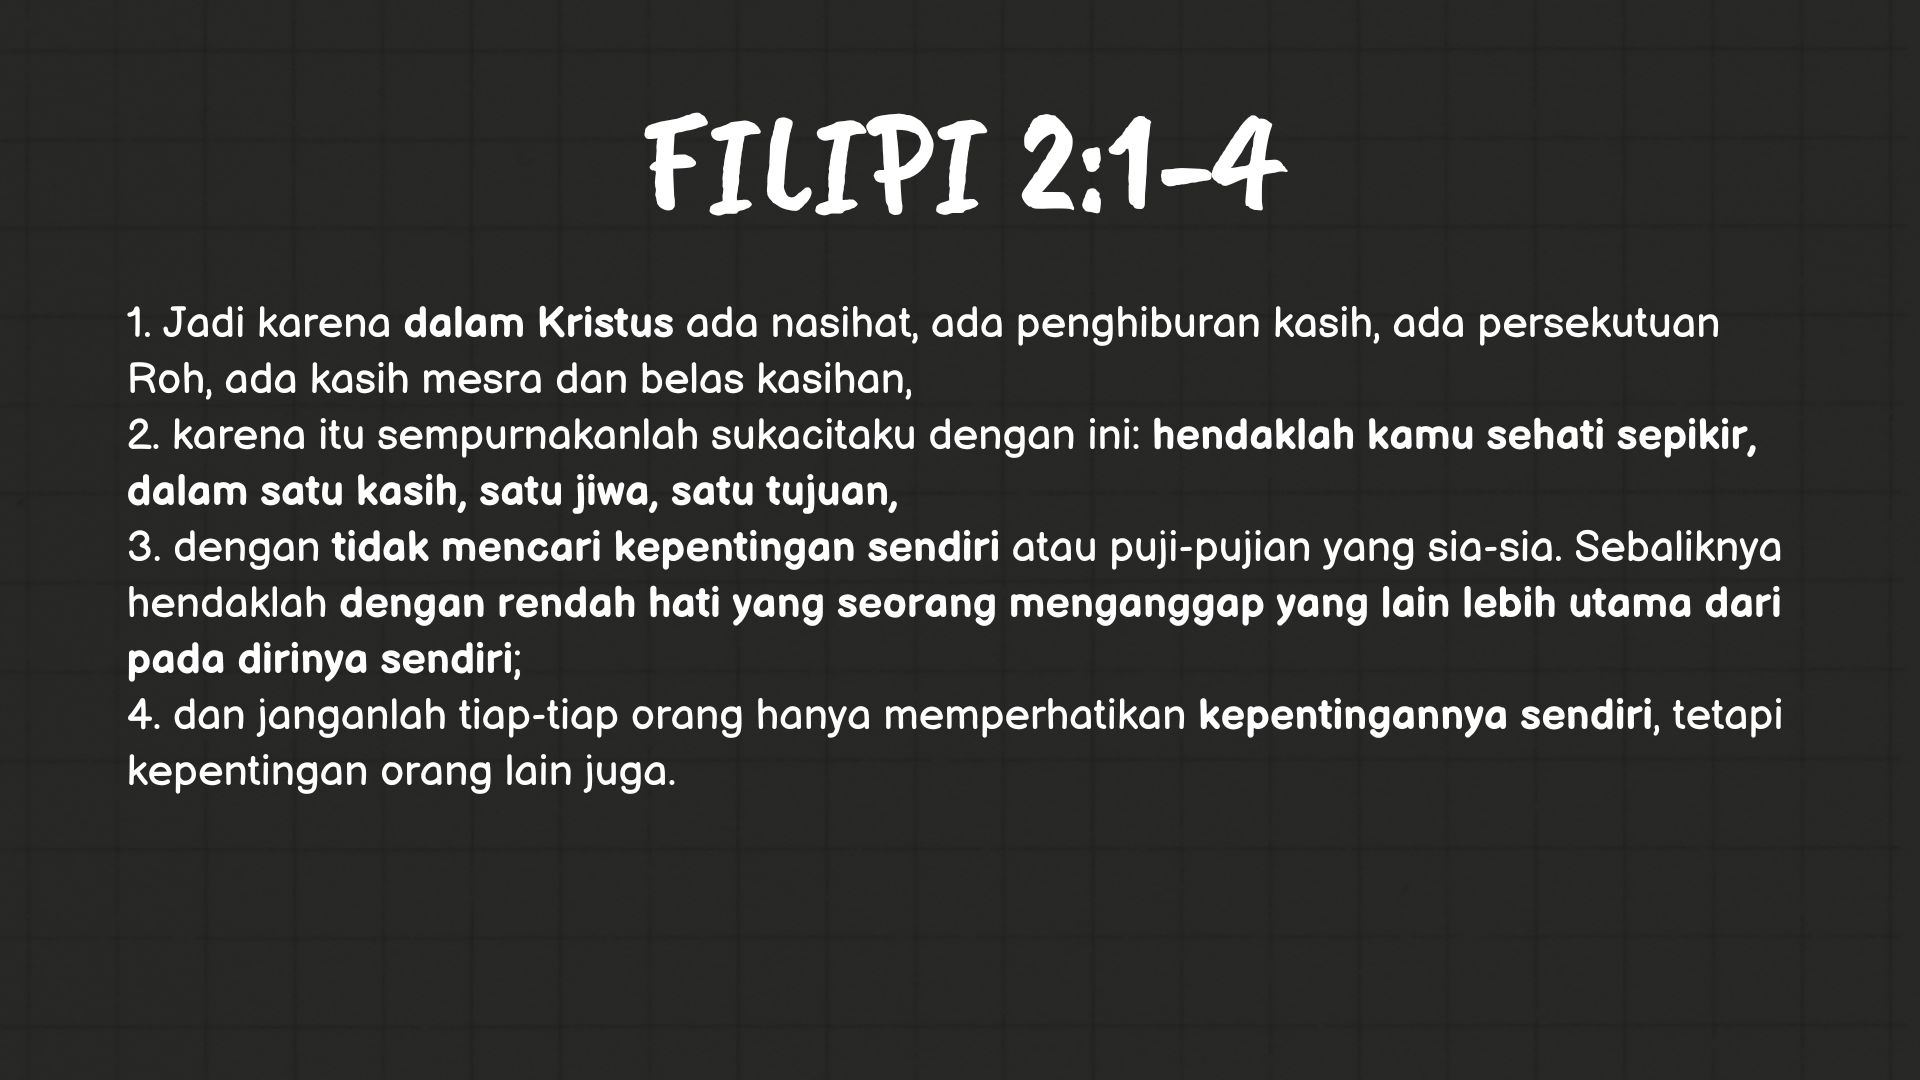 FILIPI 2:1-4
1. Jadi karena dalam Kristus ada nasihat, ada penghiburan kasih, ada persekutuan
Roh, ada kasih mesra dan belas kasihan,
2. karena itu sempurnakanlah sukacitaku dengan ini: hendaklah kamu sehati sepikir,
dalam satu kasih, satu jiwa, satu tujuan,
3. dengan tidak mencari kepentingan sendiri atau puji-pujian yang sia-sia. Sebaliknya
hendaklah dengan rendah hati yang seorang menganggap yang lain lebih utama dari
pada dirinya sendiri;
4. dan janganlah tiap-tiap orang hanya memperhatikan kepentingannya sendiri, tetapi
kepentingan orang lain juga.